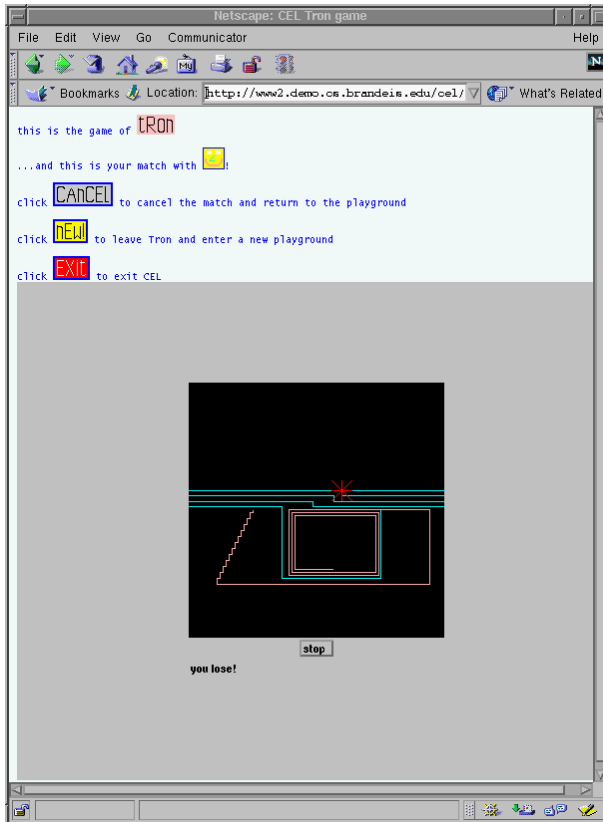 Netscape: CEL Tron game
File Edit View Go Communicator Help
My N
Bookmarks Location: http://www2.demo.cs.brandeis.edu/cel/ What's Related
this is the game of tRon
...and this is your match with !
click CAnCEL to cancel the match and return to the playground
click nEw! to leave Tron and enter a new playground
click EXit to exit CEL
stop
you lose!